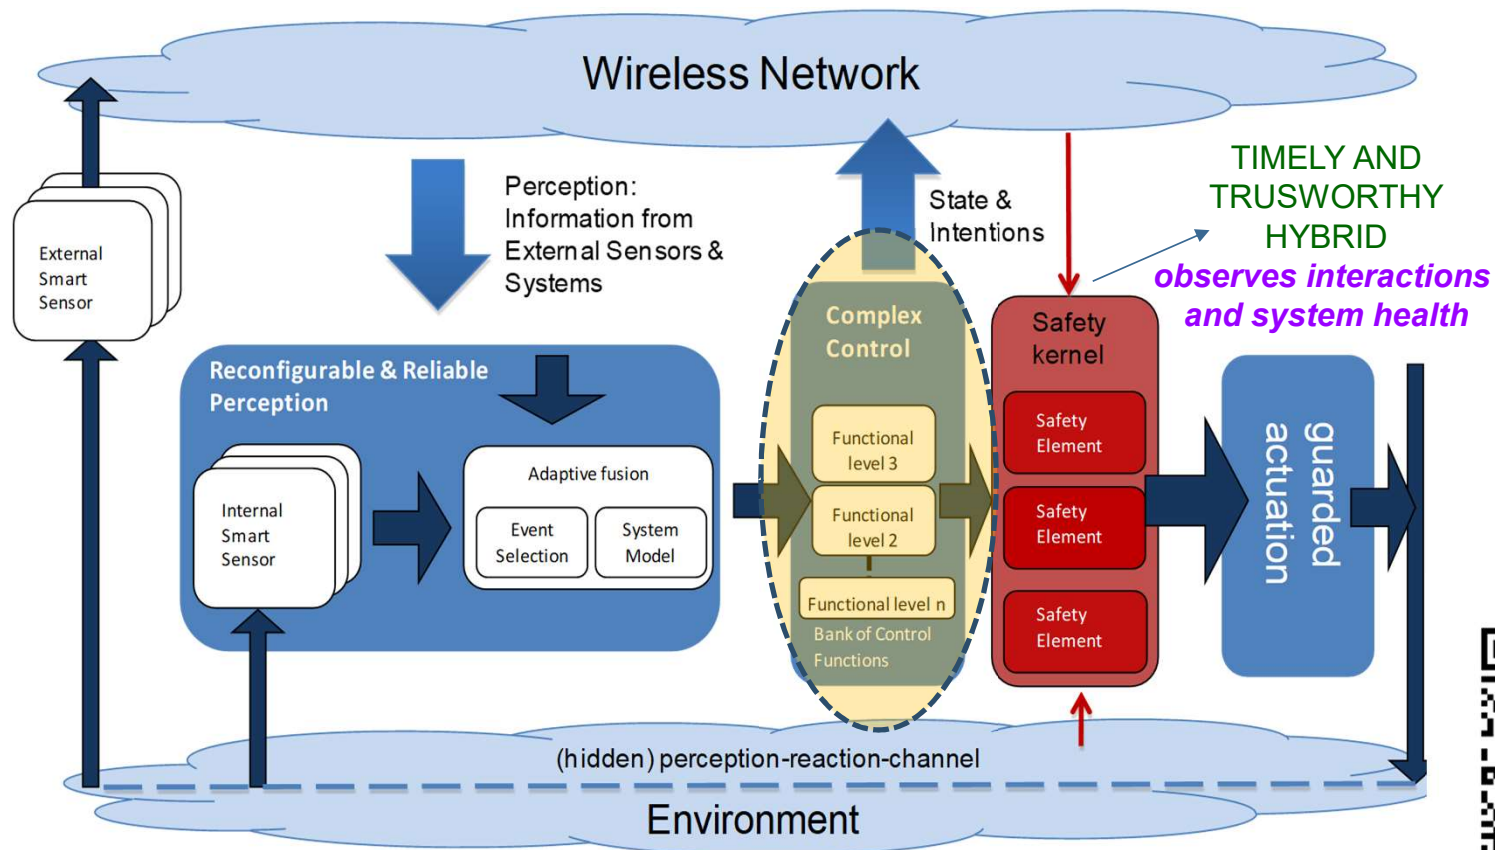 Wireless Network
External
Smart
Sensor
Perception:
Information from
External Sensors &
Systems
State &
Intentions
TIMELY AND
TRUSWORTHY
HYBRID
observes interactions
and system health
Reconfigurable & Reliable
Perception
Internal
Smart
Sensor
Adaptive fusion
Event
Selection
System
Model
Complex
Control
Functional
level 3
Functional
level 2
Functional level n
Bank of Control
Functions
Safety
kernel
Safety
Element
Safety
Element
Safety
Element
guarded
actuation
(hidden) perception-reaction-channel
Environment